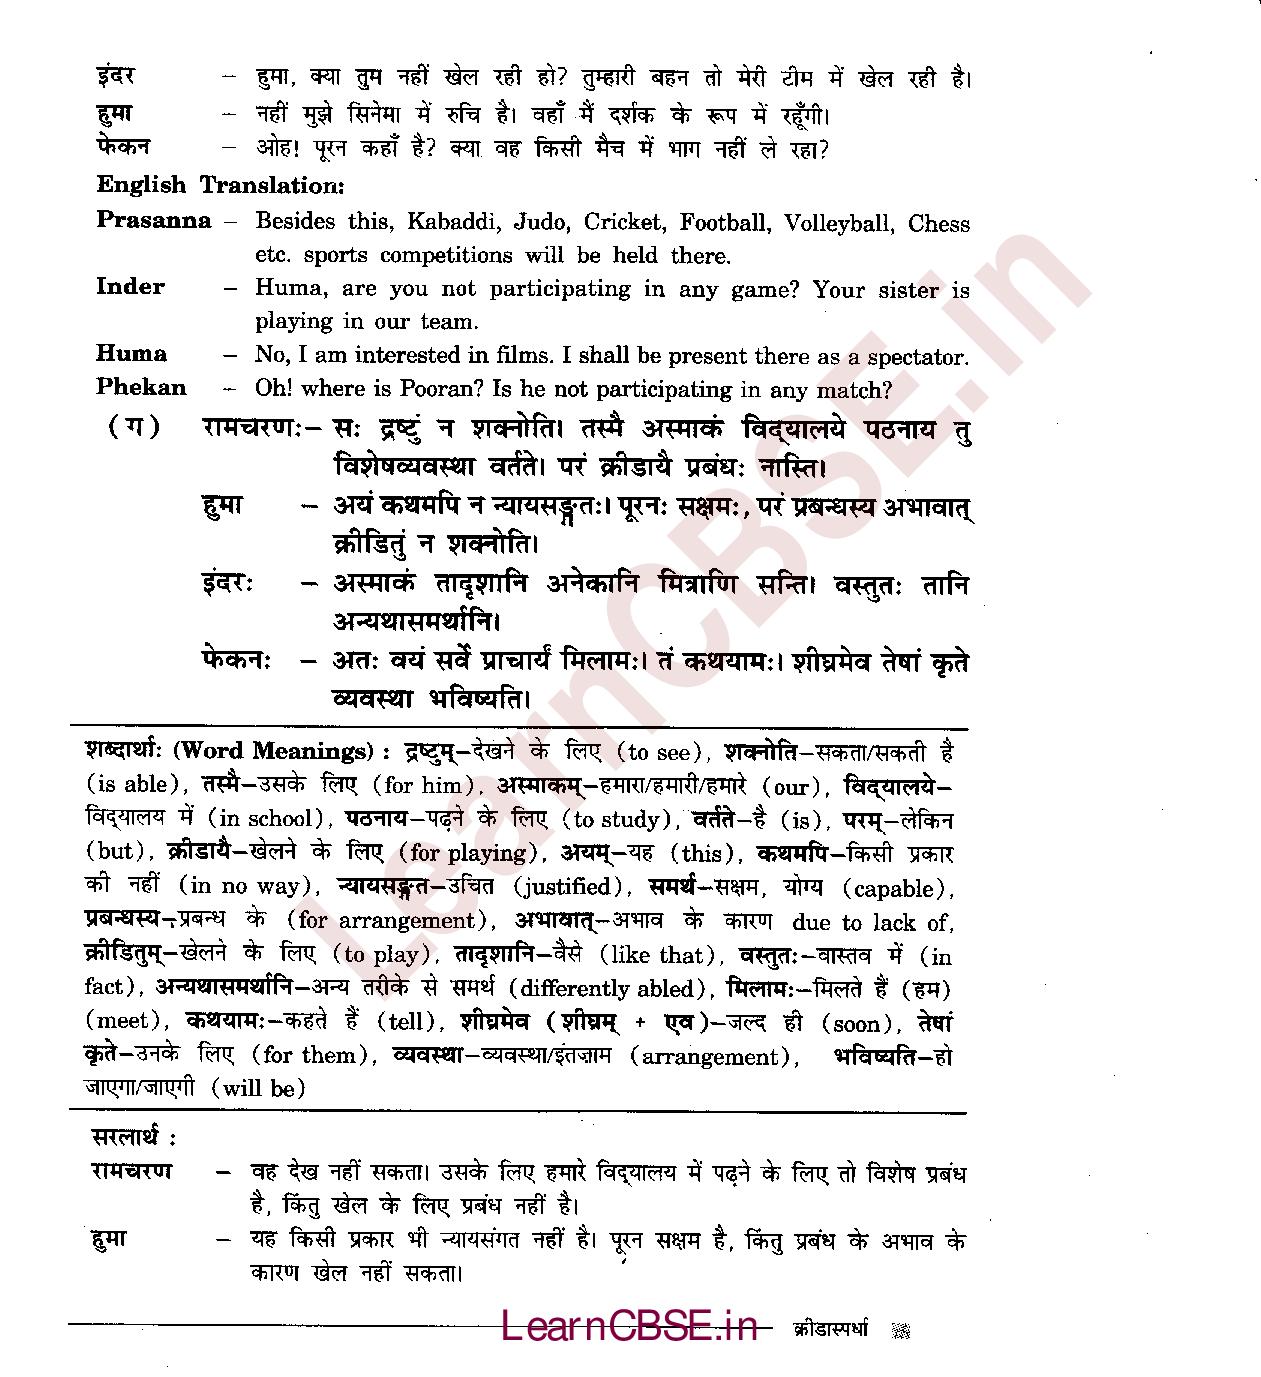 इंदर – हुमा, क्या तुम नहीं खेल रही हो? तुम्हारी बहन तो मेरी टीम में खेल रही है।
हुमा – नहीं मुझे सिनेमा में रुचि है। वहाँ मैं दर्शक के रूप में रहूँगी।
फेकन – ओह! पूरन कहाँ है? क्या वह किसी मैच में भाग नहीं ले रहा?
English Translation:
Prasanna – Besides this, Kabaddi, Judo, Cricket, Football, Volleyball, Chess
etc. sports competitions will be held there.
Inder – Huma, are you not participating in any game? Your sister is
playing in our team.
Huma – No, I am interested in films. I shall be present there as a spectator.
Phekan – Oh! where is Pooran? Is he not participating in any match?
(ग) रामचरणः– सः द्रष्टुं न शक्नोति। तस्मै अस्माकं विद्यालये पठनाय तु
विशेषव्यवस्था वर्तते। परं क्रीडायै प्रबंधः नास्ति।
हुमा – अयं कथमपि न न्यायसङ्गतः। पूरनः सक्षमः, परं प्रबन्धस्य अभावात्
क्रीडितुं न शक्नोति।
इंदरः – अस्माकं तादृशानि अनेकानि मित्राणि सन्ति। वस्तुतः तानि
अन्यथासमर्थानि।
फेकनः – अतः वयं सर्वे प्राचार्यं मिलामः। तं कथयामः। शीघ्रमेव तेषां कृते
व्यवस्था भविष्यति।
शब्दार्थाः (Word Meanings) : द्रष्टुम्–देखने के लिए (to see), शक्नोति–सकता/सकती है
(is able), तस्मै–उसके लिए (for him), अस्माकम्–हमारा/हमारी/हमारे (our), विद्यालये–
विद्यालय में (in school), पठनाय–पढ़ने के लिए (to study), वर्तते–है (is), परम्–लेकिन
(but), क्रीडायै–खेलने के लिए (for playing), अयम्–यह (this), कथमपि–किसी प्रकार
की नहीं (in no way), न्यायसङ्गत–उचित (justified), समर्थ–सक्षम, योग्य (capable),
प्रबन्धस्य–प्रबन्ध के (for arrangement), अभावात्–अभाव के कारण due to lack of,
क्रीडितुम्–खेलने के लिए (to play), तादृशानि–वैसे (like that), वस्तुतः–वास्तव में (in
fact), अन्यथासमर्थानि–अन्य तरीके से समर्थ (differently abled), मिलामः–मिलते हैं (हम)
(meet), कथयामः–कहते हैं (tell), शीघ्रमेव (शीघ्रम् + एव)–जल्द ही (soon), तेषां
कृते–उनके लिए (for them), व्यवस्था–व्यवस्था/इंतज़ाम (arrangement), भविष्यति–हो
जाएगा/जाएगी (will be)
सरलार्थ :
रामचरण – वह देख नहीं सकता। उसके लिए हमारे विद्यालय में पढ़ने के लिए तो विशेष प्रबंध
है, किंतु खेल के लिए प्रबंध नहीं है।
हुमा – यह किसी प्रकार भी न्यायसंगत नहीं है। पूरन सक्षम है, किंतु प्रबंध के अभाव के
कारण खेल नहीं सकता।
LearnCBSE.in क्रीडास्पर्धा
LearnCBSE.in